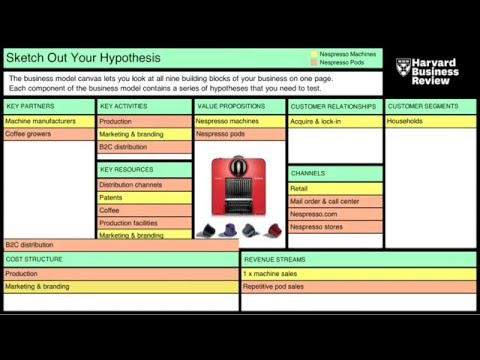 Sketch Out Your Hypothesis
Nespresso Machines
Nespresso Pods
Harvard
Business
Review
The business model canvas lets you look at all nine building blocks of your business on one page.
Each component of the business model contains a series of hypotheses that you need to test.
KEY PARTNERS
Machine manufacturers
Coffee growers
KEY ACTIVITIES
Production
Marketing & branding
B2C distribution
KEY RESOURCES
Distribution channels
Patents
Coffee
Production facilities
Marketing & branding
VALUE PROPOSITIONS
Nespresso machines
Nespresso pods
CUSTOMER RELATIONSHIPS
Acquire & lock-in
CHANNELS
Retail
Mail order & call center
Nespresso.com
Nespresso stores
CUSTOMER SEGMENTS
Households
B2C distribution
COST STRUCTURE
Production
Marketing & branding
REVENUE STREAMS
1 x machine sales
Repetitive pod sales